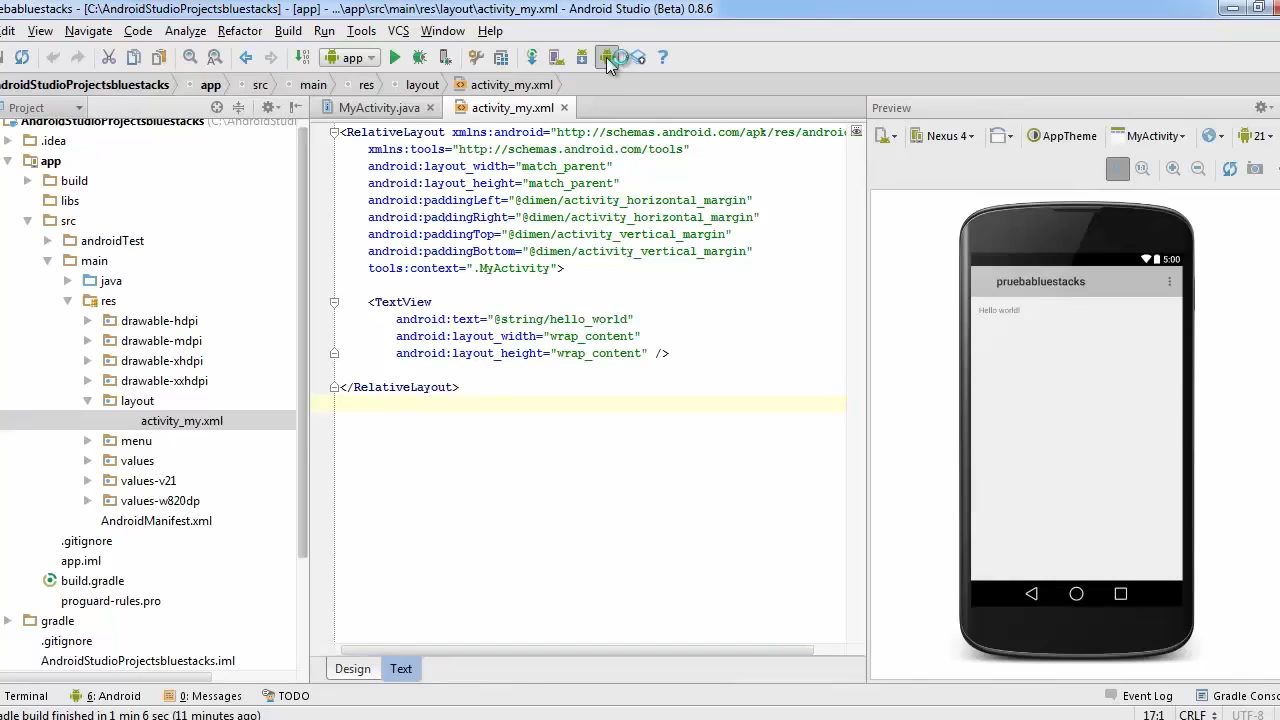 ebabluestacks - [C:\AndroidStudioProjectsbluestacks] - [app] - ...\app\src\main\res\layout\activity_my.xml - Android Studio (Beta) 0.8.6
dit View Navigate Code Analyze Refactor Build Run Tools VCS Window Help
app
ndroidStudioProjectsbluestacks app src main res layout activity_my.xml
Project
MyActivity.java activity_my.xml
Preview
AndroidStudioProjectsbluestacks (C:\AndroidStudi
.idea
app
build
libs
src
androidTest
main
java
res
drawable-hdpi
drawable-mdpi
drawable-xhdpi
drawable-xxhdpi
layout
activity_my.xml
menu
values
values-v21
values-w820dp
AndroidManifest.xml
.gitignore
app.iml
build.gradle
proguard-rules.pro
gradle
.gitignore
AndroidStudioProjectsbluestacks.iml
<RelativeLayout xmlns:android="http://schemas.android.com/apk/res/androi
xmlns:tools="http://schemas.android.com/tools"
android:layout_width="match_parent"
android:layout_height="match_parent"
android:paddingLeft="@dimen/activity_horizontal_margin"
android:paddingRight="@dimen/activity_horizontal_margin"
android:paddingTop="@dimen/activity_vertical_margin"
android:paddingBottom="@dimen/activity_vertical_margin"
tools:context=".MyActivity">
<TextView
android:text="@string/hello_world"
android:layout_width="wrap_content"
android:layout_height="wrap_content" />
</RelativeLayout>
Design Text
Nexus 4 AppTheme MyActivity 21
5:00
pruebabluestacks
Hello world!
Terminal 6: Android 0: Messages TODO
Event Log Gradle Conso
adle build finished in 1 min 6 sec (11 minutes ago)
17:1 CRLF UTF-8